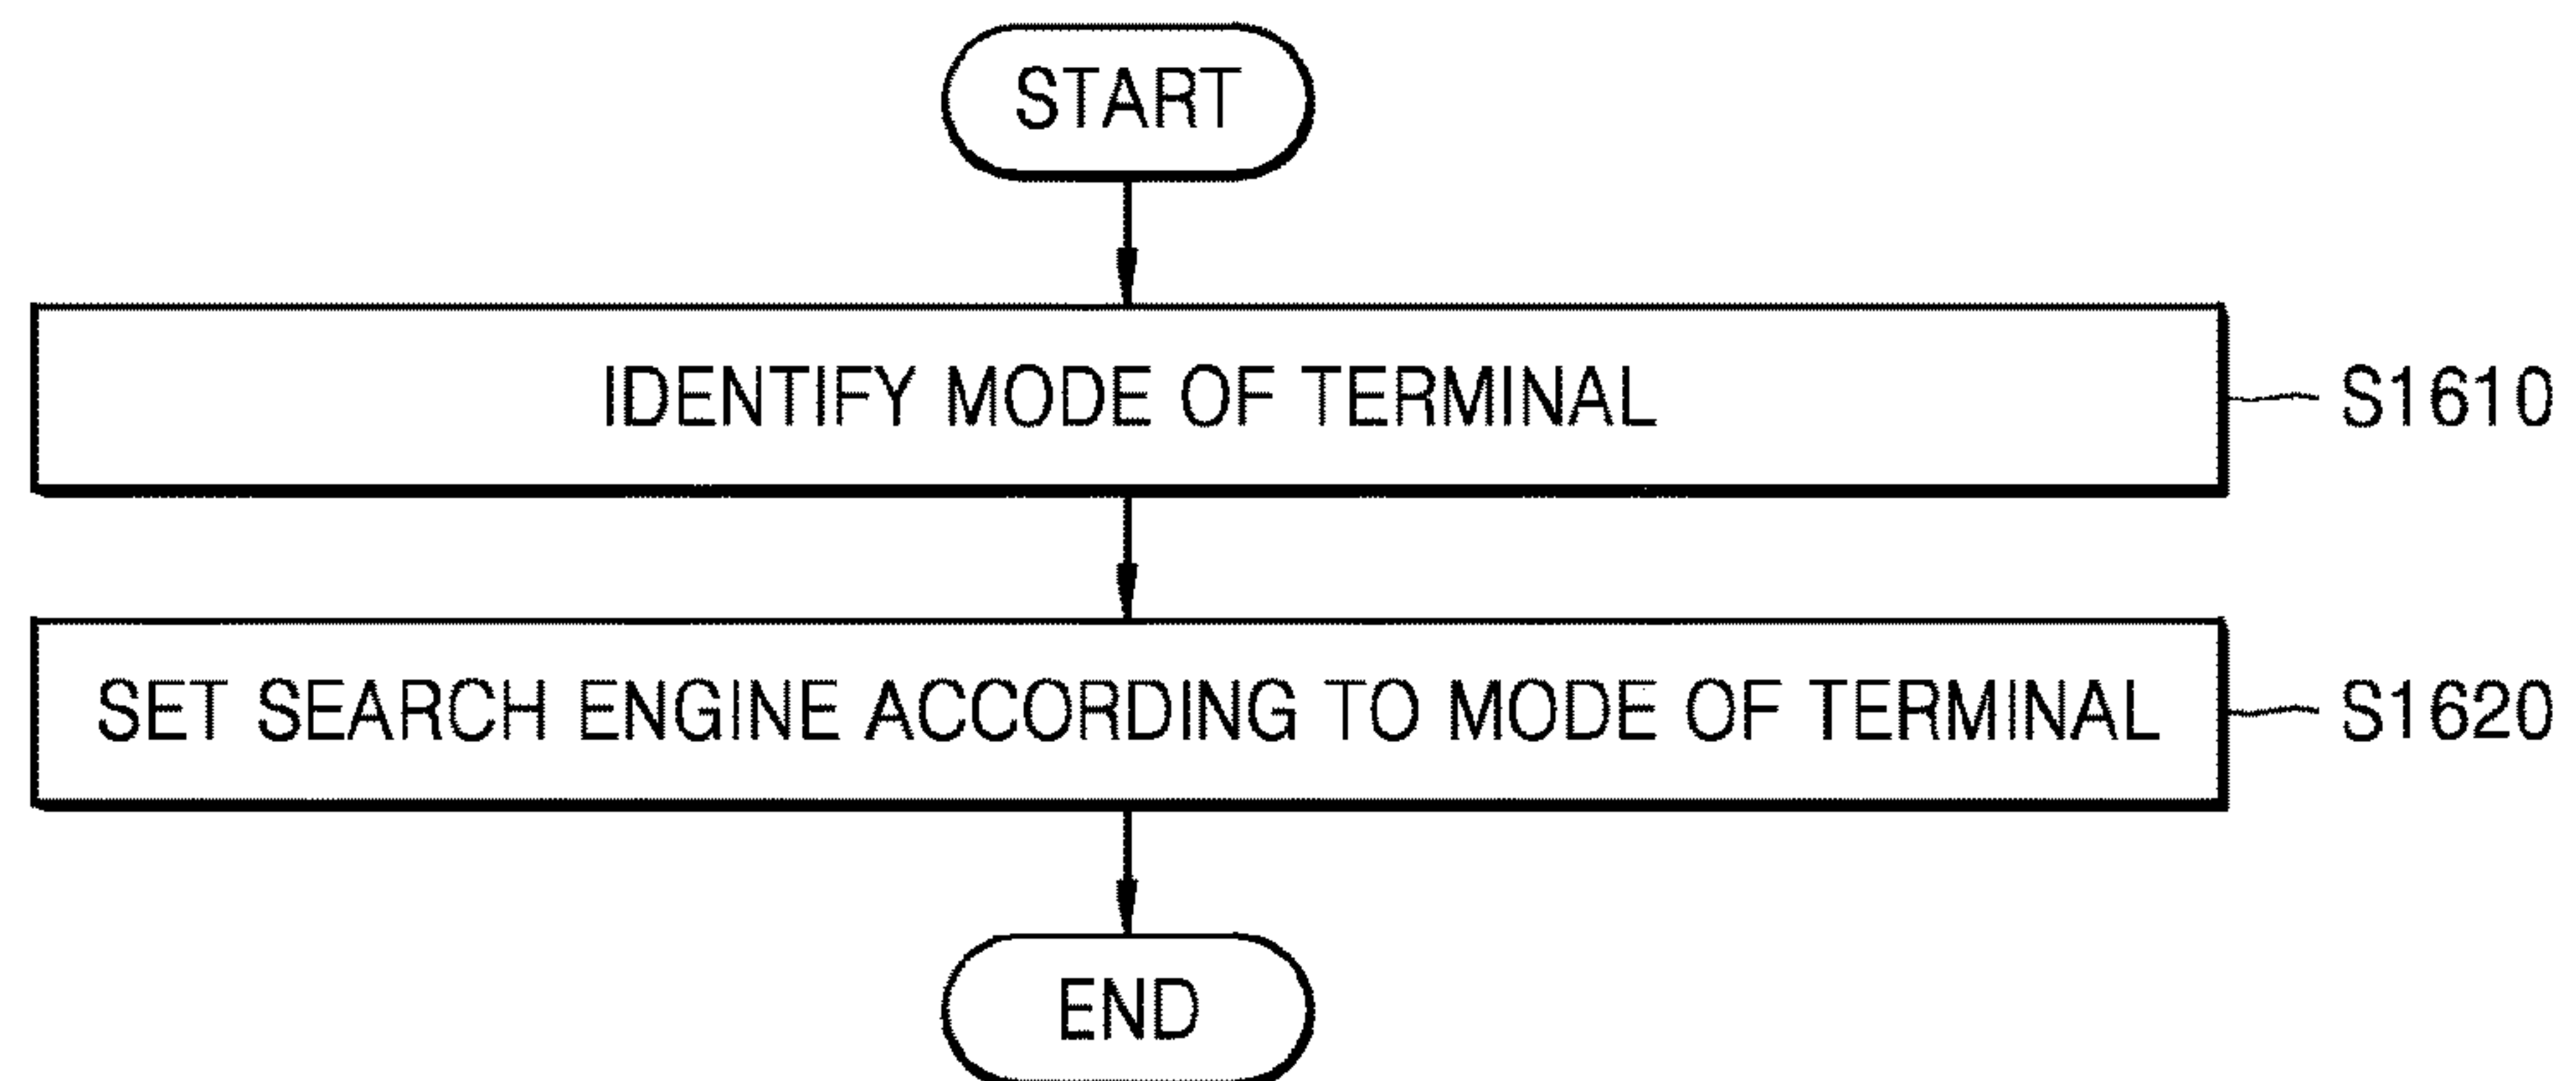 START
IDENTIFY MODE OF TERMINAL
S1610
SET SEARCH ENGINE ACCORDING TO MODE OF TERMINAL
S1620
END